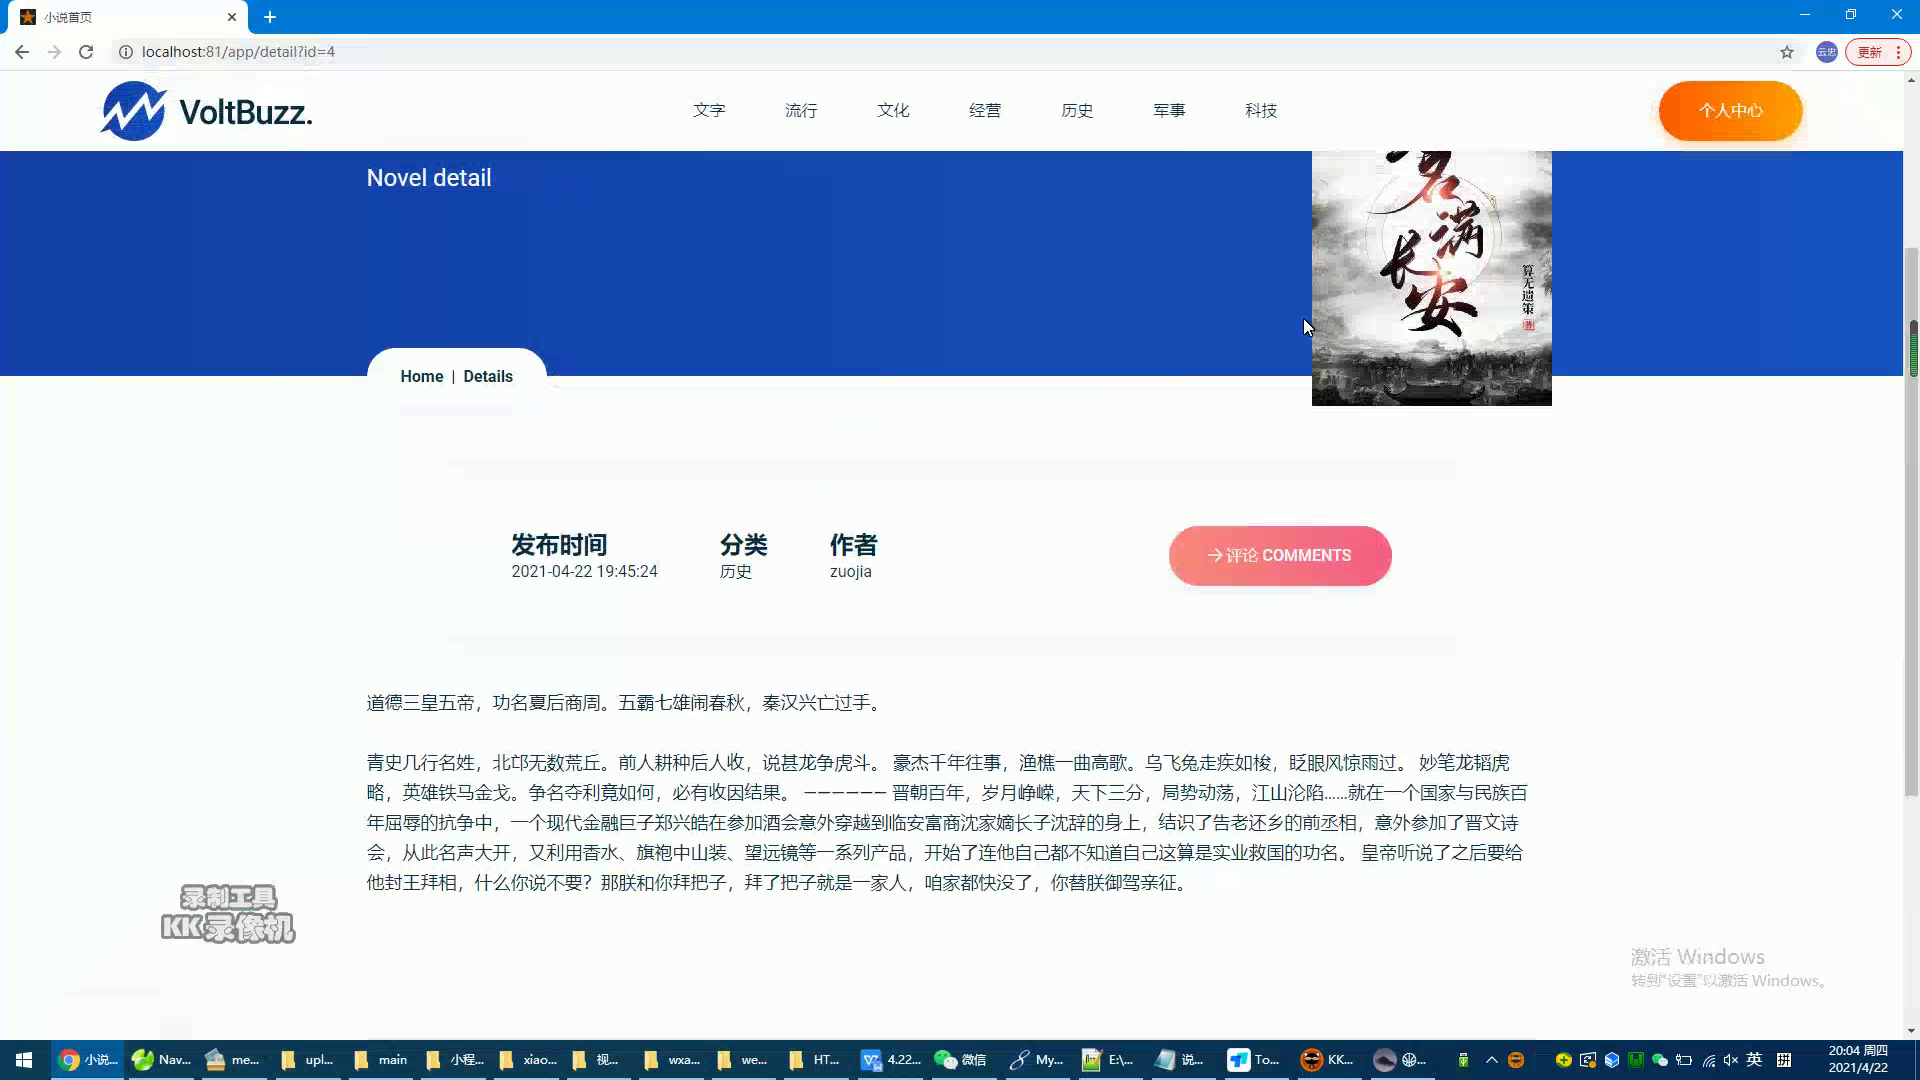 小说首页
localhost:81/app/detail?id=4
云忠
更新
VoltBuzz.
文字
流行
文化
经营
历史
军事
科技
个人中心
Novel detail
名满长安
算无遗策
Home | Details
发布时间
分类
作者
2021-04-22 19:45:24
历史
zuojia
评论 COMMENTS
道德三皇五帝，功名夏后商周。五霸七雄闹春秋，秦汉兴亡过手。
青史几行名姓，北邙无数荒丘。前人耕种后人收，说甚龙争虎斗。 豪杰千年往事，渔樵一曲高歌。乌飞兔走疾如梭，眨眼风惊雨过。 妙笔龙韬虎
略，英雄铁马金戈。争名夺利竟如何，必有收因结果。 —————— 晋朝百年，岁月峥嵘，天下三分，局势动荡，江山沦陷……就在一个国家与民族百
年屈辱的抗争中，一个现代金融巨子郑兴皓在参加酒会意外穿越到临安富商沈家嫡长子沈辞的身上，结识了告老还乡的前丞相，意外参加了晋文诗
会，从此名声大开，又利用香水、旗袍中山装、望远镜等一系列产品，开始了连他自己都不知道自己这算是实业救国的功名。 皇帝听说了之后要给
他封王拜相，什么你说不要？那朕和你拜把子，拜了把子就是一家人，咱家都快没了，你替朕御驾亲征。
录制工具
KK录像机
激活 Windows
转到“设置”以激活 Windows。
小说...
Nav...
me...
upl...
main
小程...
xiao...
视...
wxa...
we...
HT...
4.22...
微信
My...
E:\...
说...
To...
KK...
英
拼
20:04 周四
2021/4/22